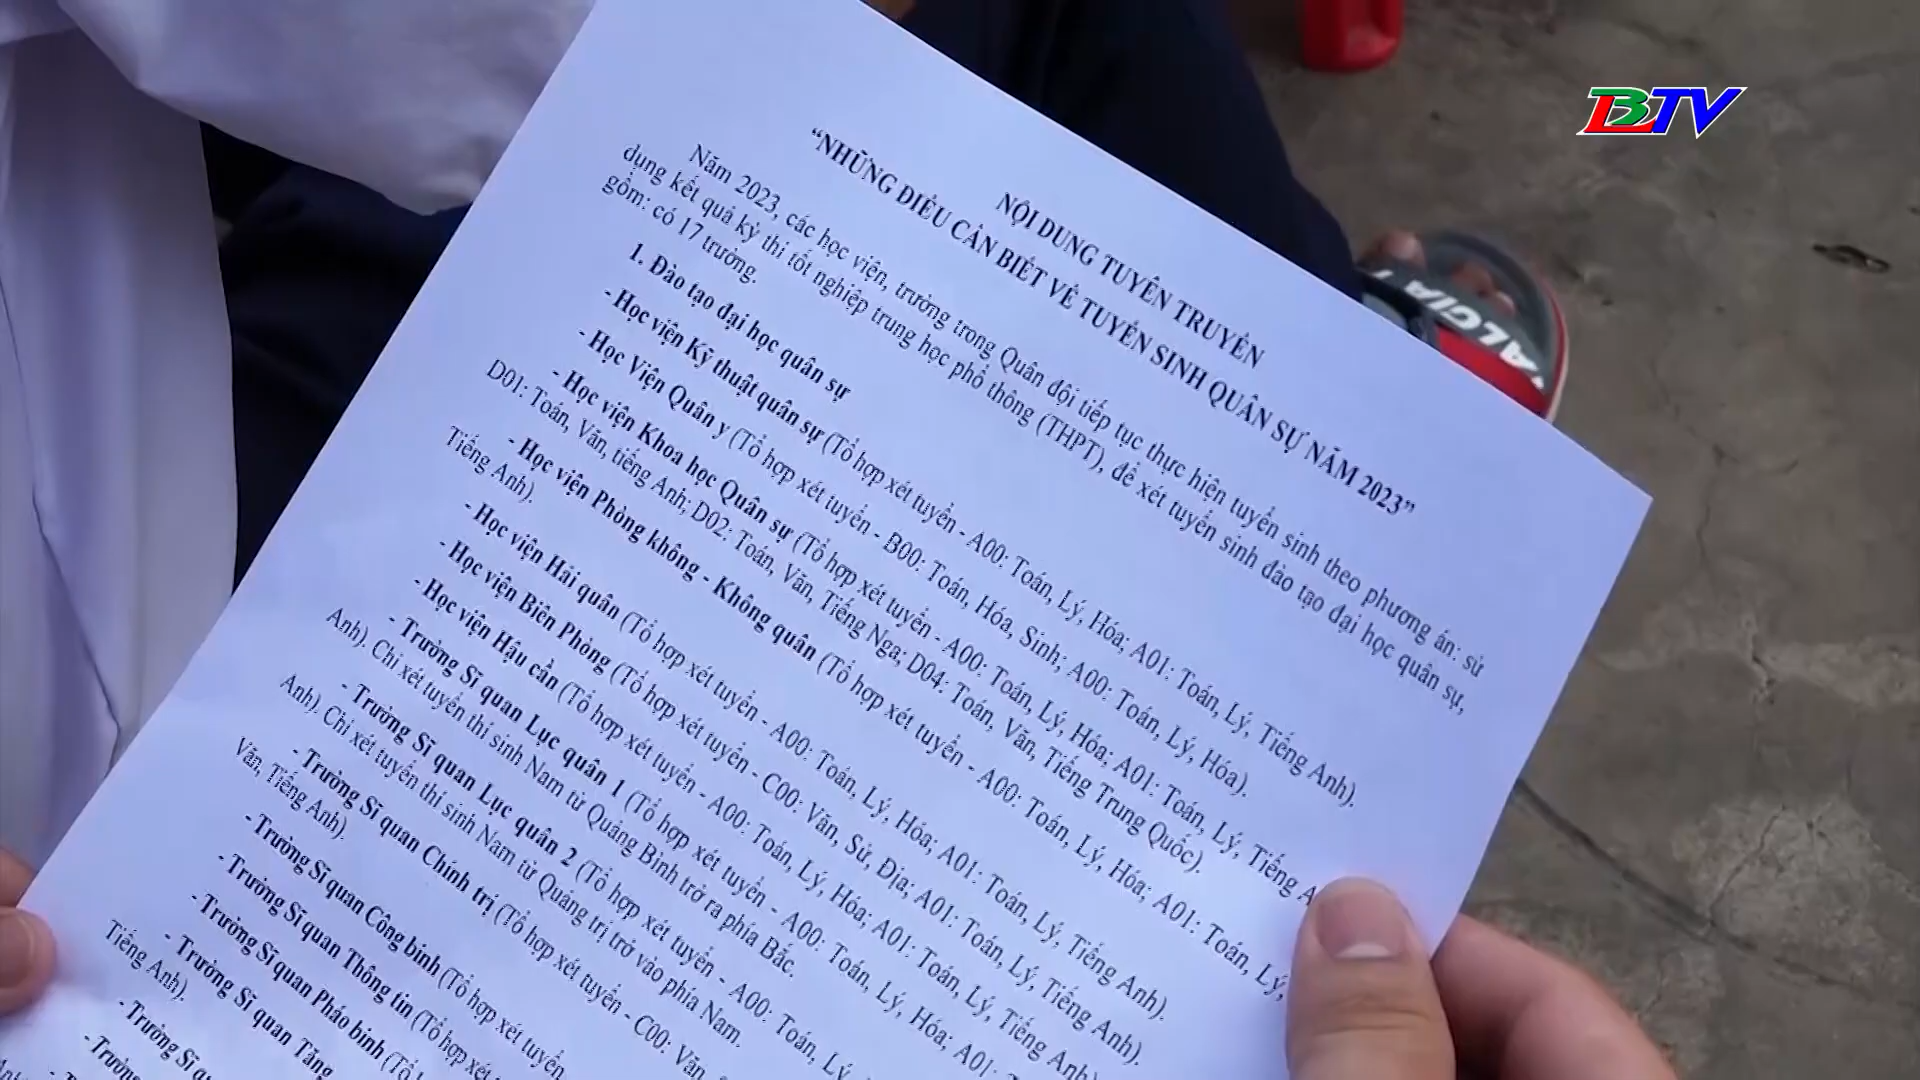 BTV
NỘI DUNG TUYÊN TRUYỀN
“NHỮNG ĐIỀU CẦN BIẾT VỀ TUYỂN SINH QUÂN SỰ NĂM 2023”
Năm 2023, các học viện, trường trong Quân đội tiếp tục thực hiện tuyển sinh theo phương án: sử
dụng kết quả kỳ thi tốt nghiệp trung học phổ thông (THPT), để xét tuyển sinh đào tạo đại học quân sự,
gồm: có 17 trường.
1. Đào tạo đại học quân sự
- Học viện Kỹ thuật quân sự (Tổ hợp xét tuyển - A00: Toán, Lý, Hóa; A01: Toán, Lý, Tiếng Anh).
- Học Viện Quân y (Tổ hợp xét tuyển - B00: Toán, Hóa, Sinh; A00: Toán, Lý, Hóa).
- Học viện Khoa học Quân sự (Tổ hợp xét tuyển - A00: Toán, Lý, Hóa; A01: Toán, Lý, Tiếng
D01: Toán, Văn, tiếng Anh; D02: Toán, Văn, Tiếng Nga; D04: Toán, Văn, Tiếng Trung Quốc).
- Học viện Phòng không - Không quân (Tổ hợp xét tuyển - A00: Toán, Lý, Hóa; A01: Toán, Lý,
Tiếng Anh).
- Học viện Hải quân (Tổ hợp xét tuyển - A00: Toán, Lý, Hóa; A01: Toán, Lý, Tiếng Anh).
- Học viện Biên Phòng (Tổ hợp xét tuyển - C00: Văn, Sử, Địa; A01: Toán, Lý, Tiếng Anh).
- Học viện Hậu cần (Tổ hợp xét tuyển - A00: Toán, Lý, Hóa; A01: Toán, Lý, Tiếng Anh).
- Trường Sĩ quan Lục quân 1 (Tổ hợp xét tuyển - A00: Toán, Lý, Hóa; A01:
Anh). Chỉ xét tuyển thí sinh Nam từ Quảng Bình trở ra phía Bắc.
- Trường Sĩ quan Lục quân 2 (Tổ hợp xét tuyển - A00: Toán, Lý
Anh). Chỉ xét tuyển thí sinh Nam từ Quảng trị trở vào phía Nam.
- Trường Sĩ quan Chính trị (Tổ hợp xét tuyển - C00: Văn
Văn, Tiếng Anh).
- Trường Sĩ quan Công binh (Tổ hợp xét tuyển
- Trường Sĩ quan Thông tin (Tổ hợp xét
- Trường Sĩ quan Pháo binh (Tổ
- Trường Sĩ quan Tăng
Tiếng Anh).
- Trường Sĩ
- Trường